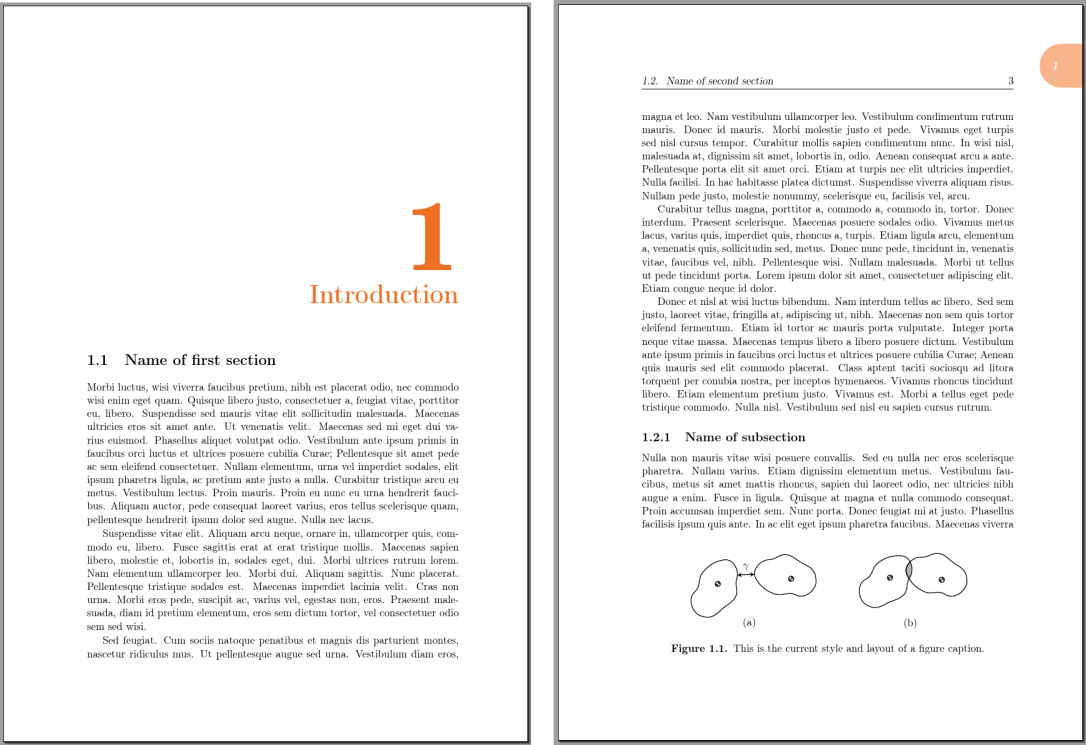 1
Introduction
1.1 Name of first section
Morbi luctus, wisi viverra faucibus pretium, nibh est placerat odio, nec commodo
wisi enim eget quam. Quisque libero justo, consectetuer a, feugiat vitae, porttitor
eu, libero. Suspendisse sed mauris vitae elit sollicitudin malesuada. Maecenas
ultricies eros sit amet ante. Ut venenatis velit. Maecenas sed mi eget dui va-
rius euismod. Phasellus aliquet volutpat odio. Vestibulum ante ipsum primis in
faucibus orci luctus et ultrices posuere cubilia Curae; Pellentesque sit amet pede
ac sem eleifend consectetuer. Nullam elementum, urna vel imperdiet sodales, elit
ipsum pharetra ligula, ac pretium ante justo a nulla. Curabitur tristique arcu eu
metus. Vestibulum lectus. Proin mauris. Proin eu nunc eu urna hendrerit fauci-
bus. Aliquam auctor, pede consequat laoreet varius, eros tellus scelerisque quam,
pellentesque hendrerit ipsum dolor sed augue. Nulla nec lacus.
Suspendisse vitae elit. Aliquam arcu neque, ornare in, ullamcorper quis, com-
modo eu, libero. Fusce sagittis erat at erat tristique mollis. Maecenas sapien
libero, molestie et, lobortis in, sodales eget, dui. Morbi ultrices rutrum lorem.
Nam elementum ullamcorper leo. Morbi dui. Aliquam sagittis. Nunc placerat.
Pellentesque tristique sodales est. Maecenas imperdiet lacinia velit. Cras non
urna. Morbi eros pede, suscipit ac, varius vel, egestas non, eros. Praesent male-
suada, diam id pretium elementum, eros sem dictum tortor, vel consectetuer odio
sem sed wisi.
Sed feugiat. Cum sociis natoque penatibus et magnis dis parturient montes,
nascetur ridiculus mus. Ut pellentesque augue sed urna. Vestibulum diam eros,
1
1.2. Name of second section 3
magna et leo. Nam vestibulum ullamcorper leo. Vestibulum condimentum rutrum
mauris. Donec id mauris. Morbi molestie justo et pede. Vivamus eget turpis
sed nisl cursus tempor. Curabitur mollis sapien condimentum nunc. In wisi nisl,
malesuada at, dignissim sit amet, lobortis in, odio. Aenean consequat arcu a ante.
Pellentesque porta elit sit amet orci. Etiam at turpis nec elit ultricies imperdiet.
Nulla facilisi. In hac habitasse platea dictumst. Suspendisse viverra aliquam risus.
Nullam pede justo, molestie nonummy, scelerisque eu, facilisis vel, arcu.
Curabitur tellus magna, porttitor a, commodo a, commodo in, tortor. Donec
interdum. Praesent scelerisque. Maecenas posuere sodales odio. Vivamus metus
lacus, varius quis, imperdiet quis, rhoncus a, turpis. Etiam ligula arcu, elementum
a, venenatis quis, sollicitudin sed, metus. Donec nunc pede, tincidunt in, venenatis
vitae, faucibus vel, nibh. Pellentesque wisi. Nullam malesuada. Morbi ut tellus
ut pede tincidunt porta. Lorem ipsum dolor sit amet, consectetuer adipiscing elit.
Etiam congue neque id dolor.
Donec et nisl at wisi luctus bibendum. Nam interdum tellus ac libero. Sed sem
justo, laoreet vitae, fringilla at, adipiscing ut, nibh. Maecenas non sem quis tortor
eleifend fermentum. Etiam id tortor ac mauris porta vulputate. Integer porta
neque vitae massa. Maecenas tempus libero a libero posuere dictum. Vestibulum
ante ipsum primis in faucibus orci luctus et ultrices posuere cubilia Curae; Aenean
quis mauris sed elit commodo placerat. Class aptent taciti sociosqu ad litora
torquent per conubia nostra, per inceptos hymenaeos. Vivamus rhoncus tincidunt
libero. Etiam elementum pretium justo. Vivamus est. Morbi a tellus eget pede
tristique commodo. Nulla nisl. Vestibulum sed nisl eu sapien cursus rutrum.
1.2.1 Name of subsection
Nulla non mauris vitae wisi posuere convallis. Sed eu nulla nec eros scelerisque
pharetra. Nullam varius. Etiam dignissim elementum metus. Vestibulum fau-
cibus, metus sit amet mattis rhoncus, sapien dui laoreet odio, nec ultricies nibh
augue a enim. Fusce in ligula. Quisque at magna et nulla commodo consequat.
Proin accumsan imperdiet sem. Nunc porta. Donec feugiat mi at justo. Phasellus
facilisis ipsum quis ante. In ac elit eget ipsum pharetra faucibus. Maecenas viverra
γ
(a) (b)
Figure 1.1. This is the current style and layout of a figure caption.